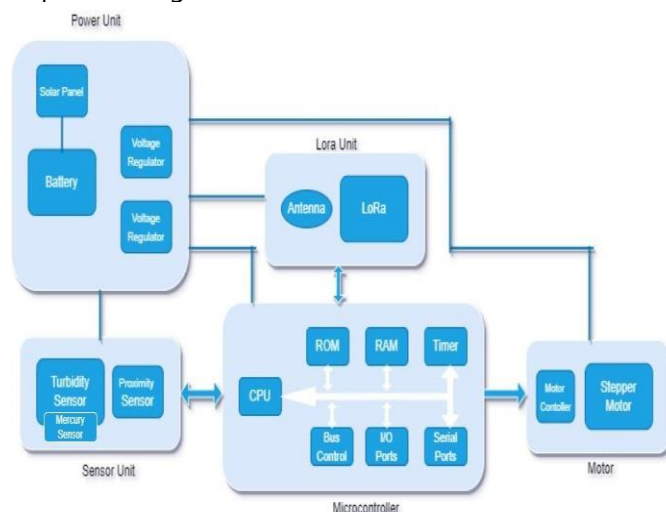 Power Unit
Solar Panel
Battery
Voltage
Regulator
Voltage
Regulator
Lora Unit
Antenna
LoRa
ROM
RAM
Timer
CPU
Bus
Control
I/O
Ports
Serial
Ports
Microcontroller
Turbidity
Sensor
Mercury
Sensor
Proximity
Sensor
Sensor Unit
Motor
Contoller
Stepper
Motor
Motor